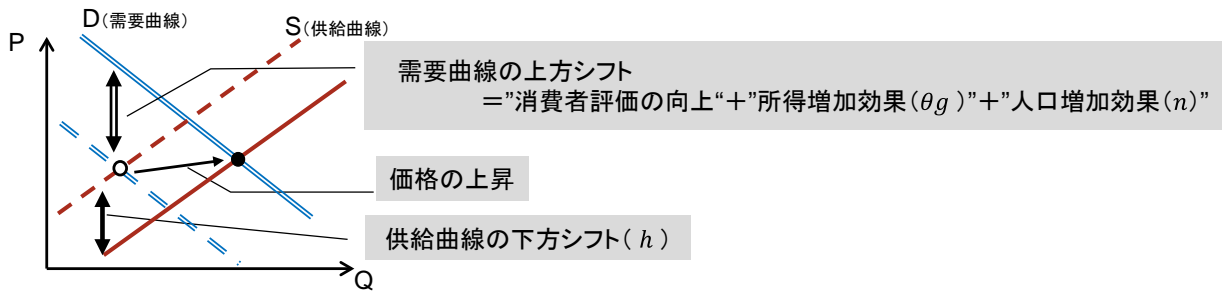 D(需要曲線)
S(供給曲線)
P
需要曲線の上方シフト
=”消費者評価の向上“+”所得増加効果(θg )”+”人口増加効果(n)”
価格の上昇
供給曲線の下方シフト( h )
Q